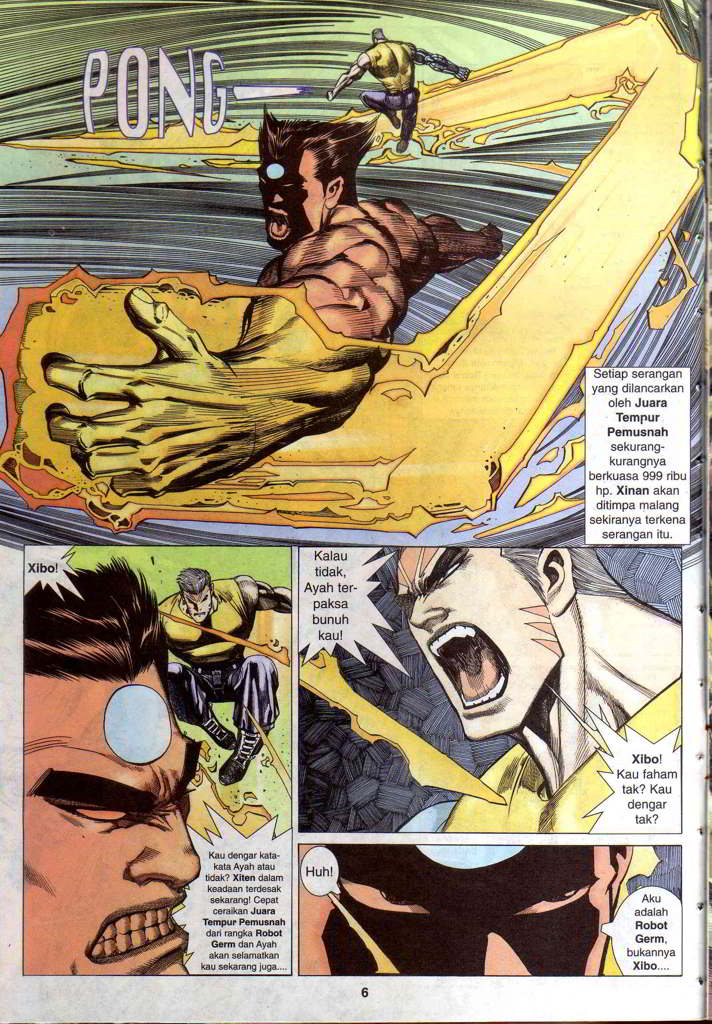 PONG
Setiap serangan
yang dilancarkan
oleh Juara
Tempur
Pemusnah
sekurang-
kurangnya
berkuasa 999 ribu
hp. Xinan akan
ditimpa malang
sekiranya terkena
serangan itu.
Xibo!
Kau dengar kata-
kata Ayah atau
tidak? Xiten dalam
keadaan terdesak
sekarang! Cepat
ceraikan Juara
Tempur Pemusnah
dari rangka Robot
Germ dan Ayah
akan selamatkan
kau sekarang juga....
Kalau
tidak,
Ayah ter-
paksa
bunuh
kau!
Xibo!
Kau faham
tak? Kau
dengar
tak?
Huh!
Aku
adalah
Robot
Germ,
bukannya
Xibo....
6